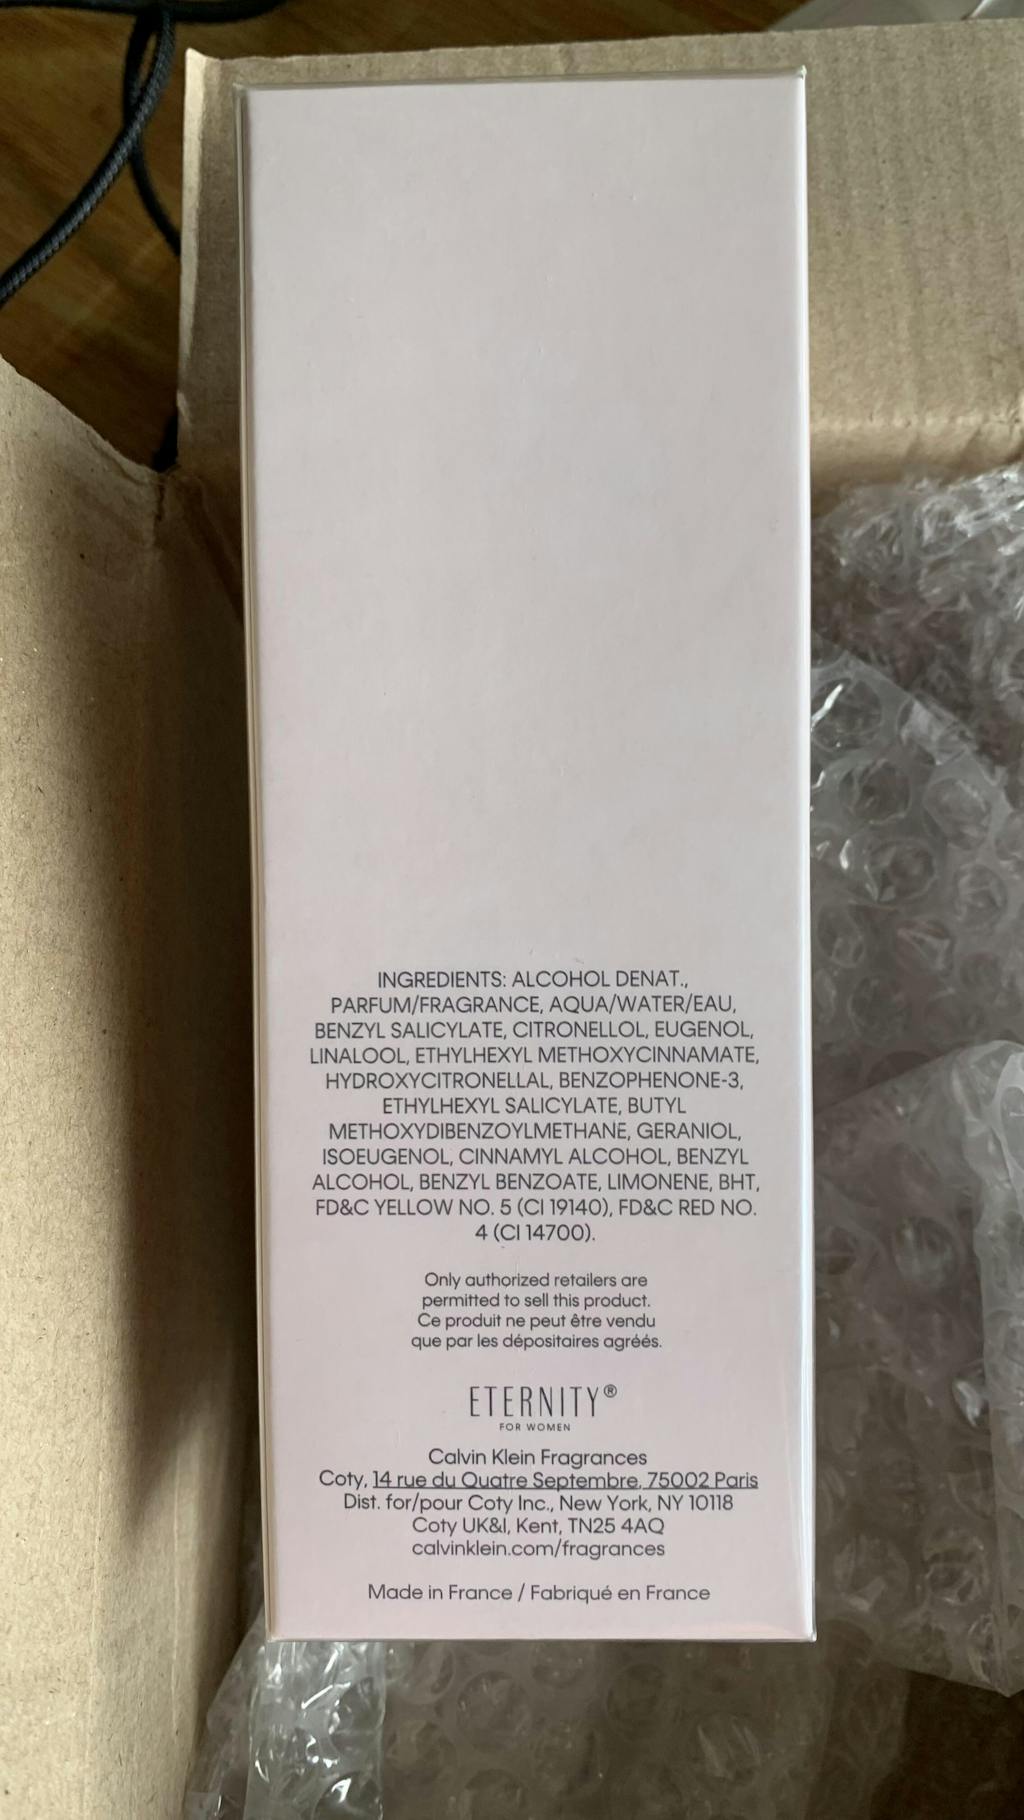 INGREDIENTS: ALCOHOL DENAT.,
PARFUM/FRAGRANCE, AQUA/WATER/EAU,
BENZYL SALICYLATE, CITRONELLOL, EUGENOL,
LINALOOL, ETHYLHEXYL METHOXYCINNAMATE,
HYDROXYCITRONELLAL, BENZOPHENONE-3,
ETHYLHEXYL SALICYLATE, BUTYL
METHOXYDIBENZOYLMETHANE, GERANIOL,
ISOEUGENOL, CINNAMYL ALCOHOL, BENZYL
ALCOHOL, BENZYL BENZOATE, LIMONENE, BHT,
FD&C YELLOW NO. 5 (CI 19140), FD&C RED NO.
4 (CI 14700).
Only authorized retailers are
permitted to sell this product.
Ce produit ne peut être vendu
que par les dépositaires agréés.
ETERNITY®
FOR WOMEN
Calvin Klein Fragrances
Coty, 14 rue du Quatre Septembre, 75002 Paris
Dist. for/pour Coty Inc., New York, NY 10118
Coty UK&I, Kent, TN25 4AQ
calvinklein.com/fragrances
Made in France / Fabriqué en France